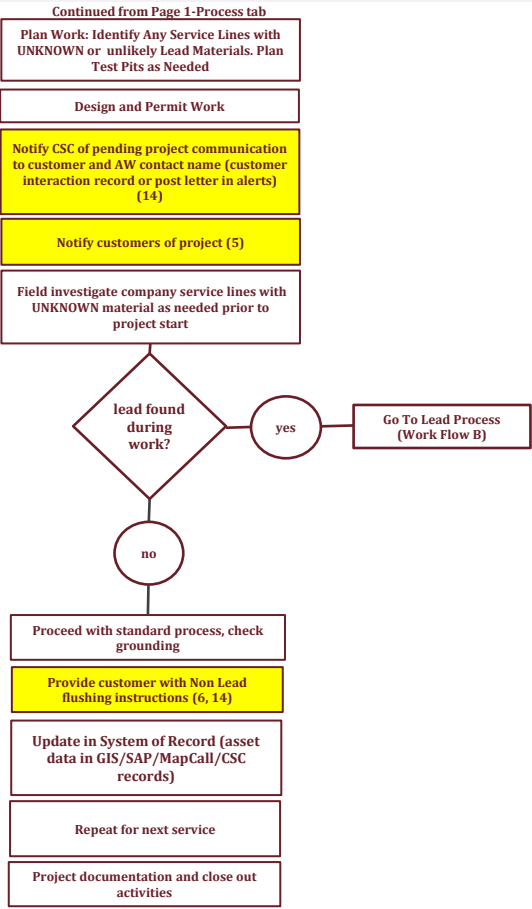 Continued from Page 1-Process tab
Plan Work: Identify Any Service Lines with
UNKNOWN or unlikely Lead Materials. Plan
Test Pits as Needed
Design and Permit Work
Notify CSC of pending project communication
to customer and AW contact name (customer
interaction record or post letter in alerts)
(14)
Notify customers of project (5)
Field investigate company service lines with
UNKNOWN material as needed prior to
project start
lead found
during
work?
yes
Go To Lead Process
(Work Flow B)
no
Proceed with standard process, check
grounding
Provide customer with Non Lead
flushing instructions (6, 14)
Update in System of Record (asset
data in GIS/SAP/MapCall/CSC
records)
Repeat for next service
Project documentation and close out
activities